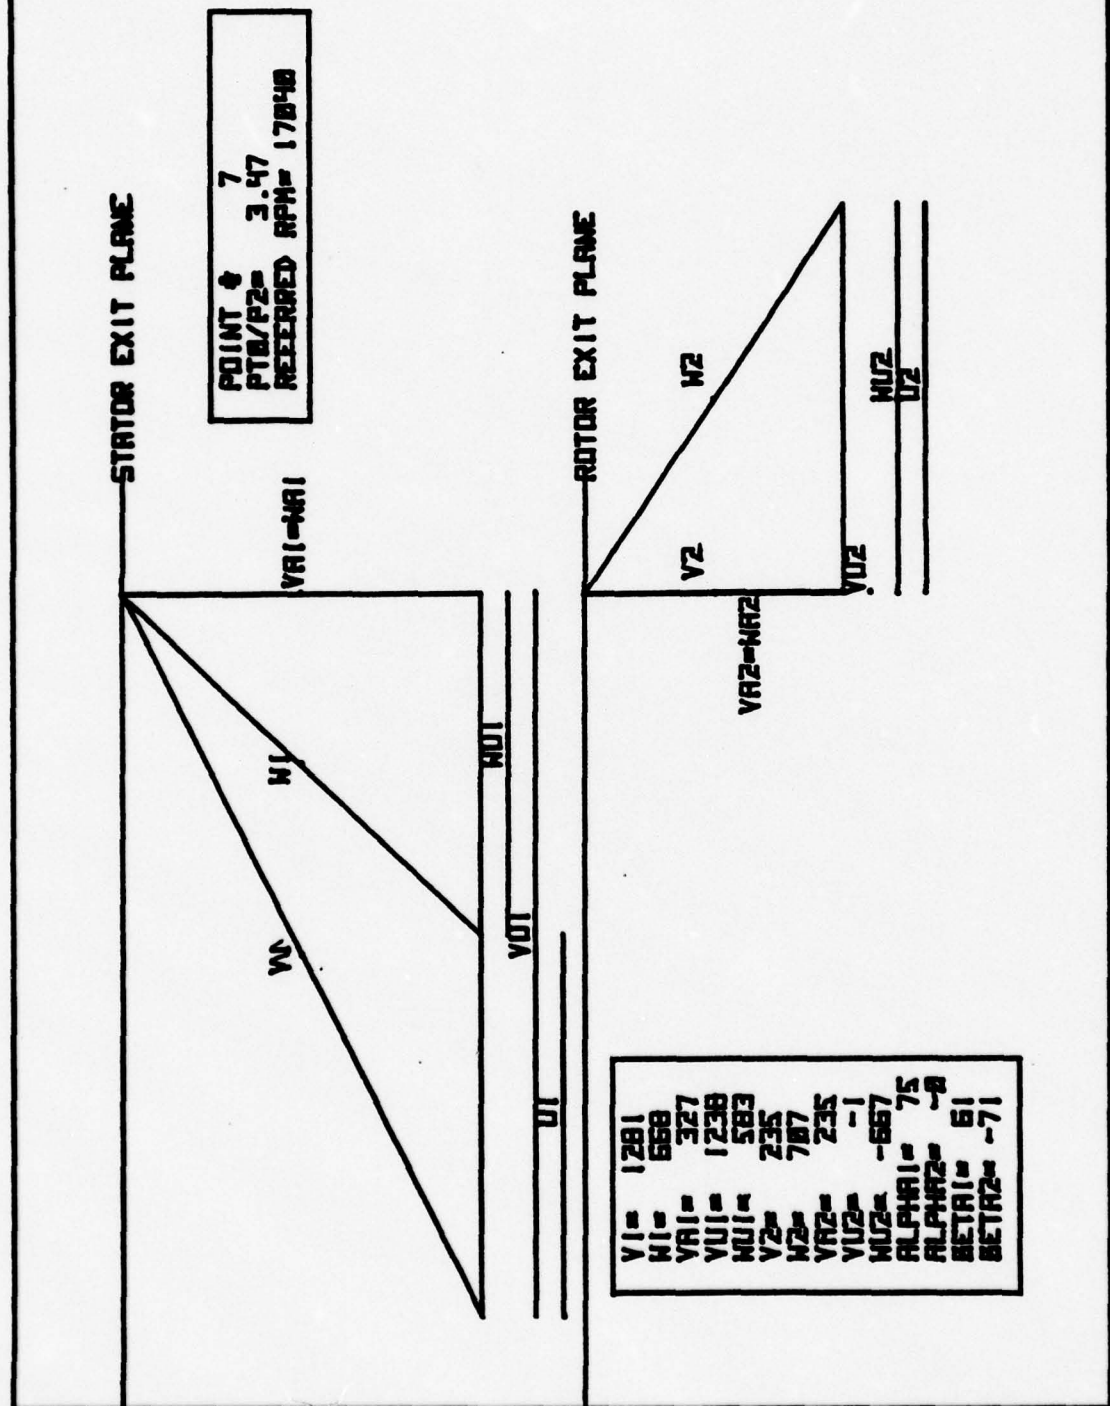 STATOR EXIT PLANE
POINT # 7
PT0/P2= 3.47
REFERRED RPM= 17040
V1
W1
VA1=WA1
WU1
VU1
U1
ROTOR EXIT PLANE
V2
W2
VA2=WA2
VU2
WU2
U2
V1= 1281
W1= 668
VA1= 327
VU1= 1238
WU1= 583
V2= 235
W2= 707
VA2= 235
VU2= -1
WU2= -667
ALPHA1= 75
ALPHA2= -0
BETA1= 61
BETA2= -71